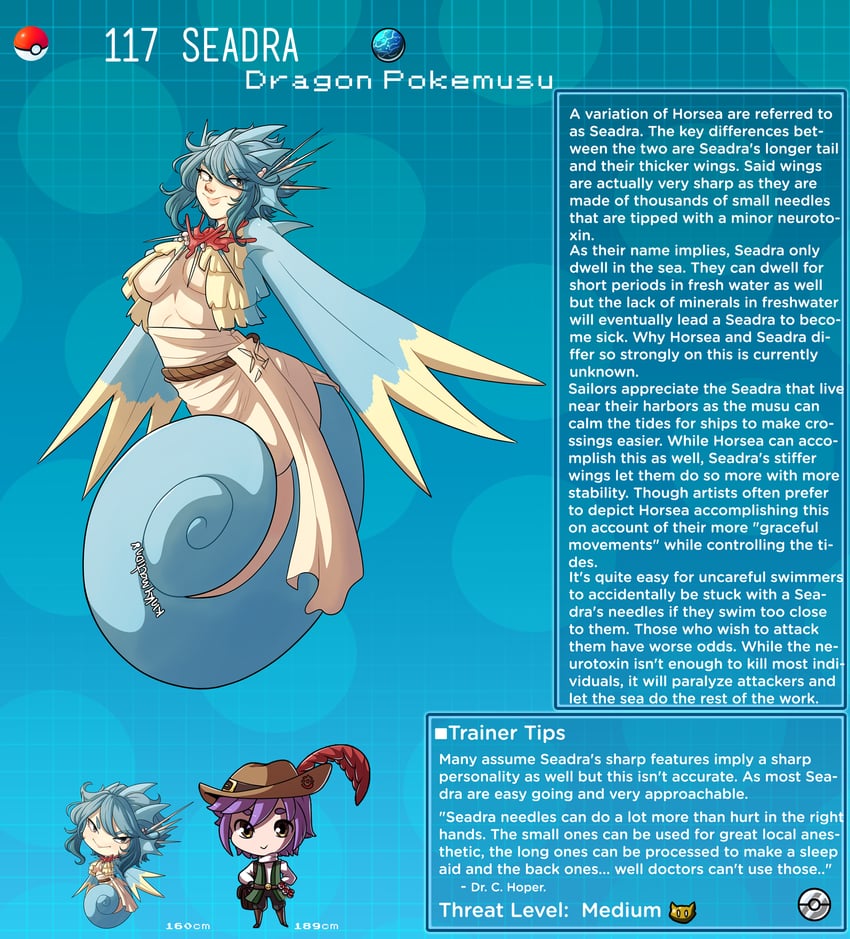 117 SEADRA
Dragon Pokemusu
A variation of Horsea are referred to
as Seadra. The key differences bet-
ween the two are Seadra's longer tail
and their thicker wings. Said wings
are actually very sharp as they are
made of thousands of small needles
that are tipped with a minor neuroto-
xin.
As their name implies, Seadra only
dwell in the sea. They can dwell for
short periods in fresh water as well
but the lack of minerals in freshwater
will eventually lead a Seadra to beco-
me sick. Why Horsea and Seadra di-
ffer so strongly on this is currently
unknown.
Sailors appreciate the Seadra that live
near their harbors as the musu can
calm the tides for ships to make cro-
ssings easier. While Horsea can acco-
mplish this as well, Seadra's stiffer
wings let them do so more with more
stability. Though artists often prefer
to depict Horsea accomplishing this
on account of their more "graceful
movements" while controlling the ti-
des.
It's quite easy for uncareful swimmers
to accidentally be stuck with a Sea-
dra's needles if they swim too close
to them. Those who wish to attack
them have worse odds. While the ne-
urotoxin isn't enough to kill most indi-
viduals, it will paralyze attackers and
let the sea do the rest of the work.
■Trainer Tips
Many assume Seadra's sharp features imply a sharp
personality as well but this isn't accurate. As most Sea-
dra are easy going and very approachable.
"Seadra needles can do a lot more than hurt in the right
hands. The small ones can be used for great local anes-
thetic, the long ones can be processed to make a sleep
aid and the back ones... well doctors can't use those.."
- Dr. C. Hoper.
Threat Level: Medium
160cm
189cm